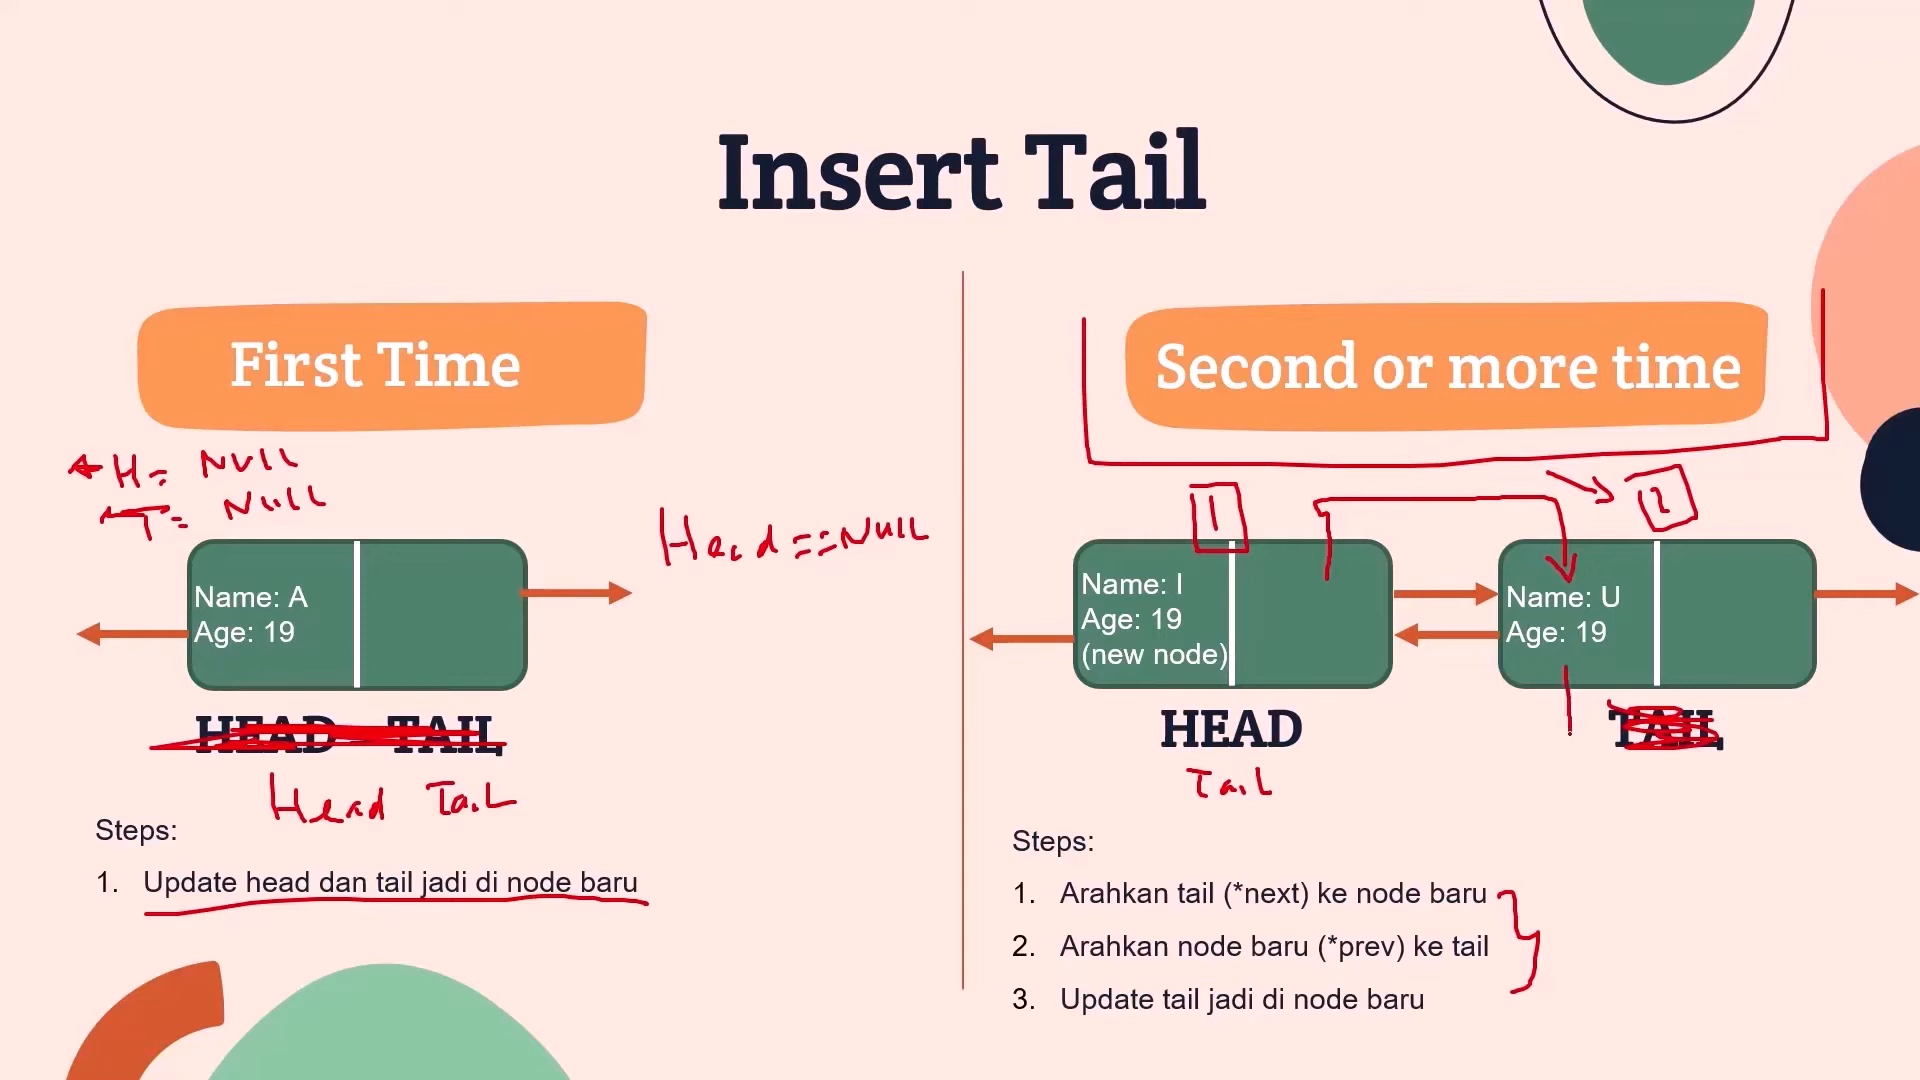 Insert Tail
First Time
H = NULL
T = NULL
Head == NULL
Name: A
Age: 19
HEAD TAIL
Head Tail
Steps:
1. Update head dan tail jadi di node baru
Second or more time
1
2
Name: I
Age: 19
(new node)
Name: U
Age: 19
HEAD
TAIL
Tail
Steps:
1. Arahkan tail (*next) ke node baru
2. Arahkan node baru (*prev) ke tail
3. Update tail jadi di node baru